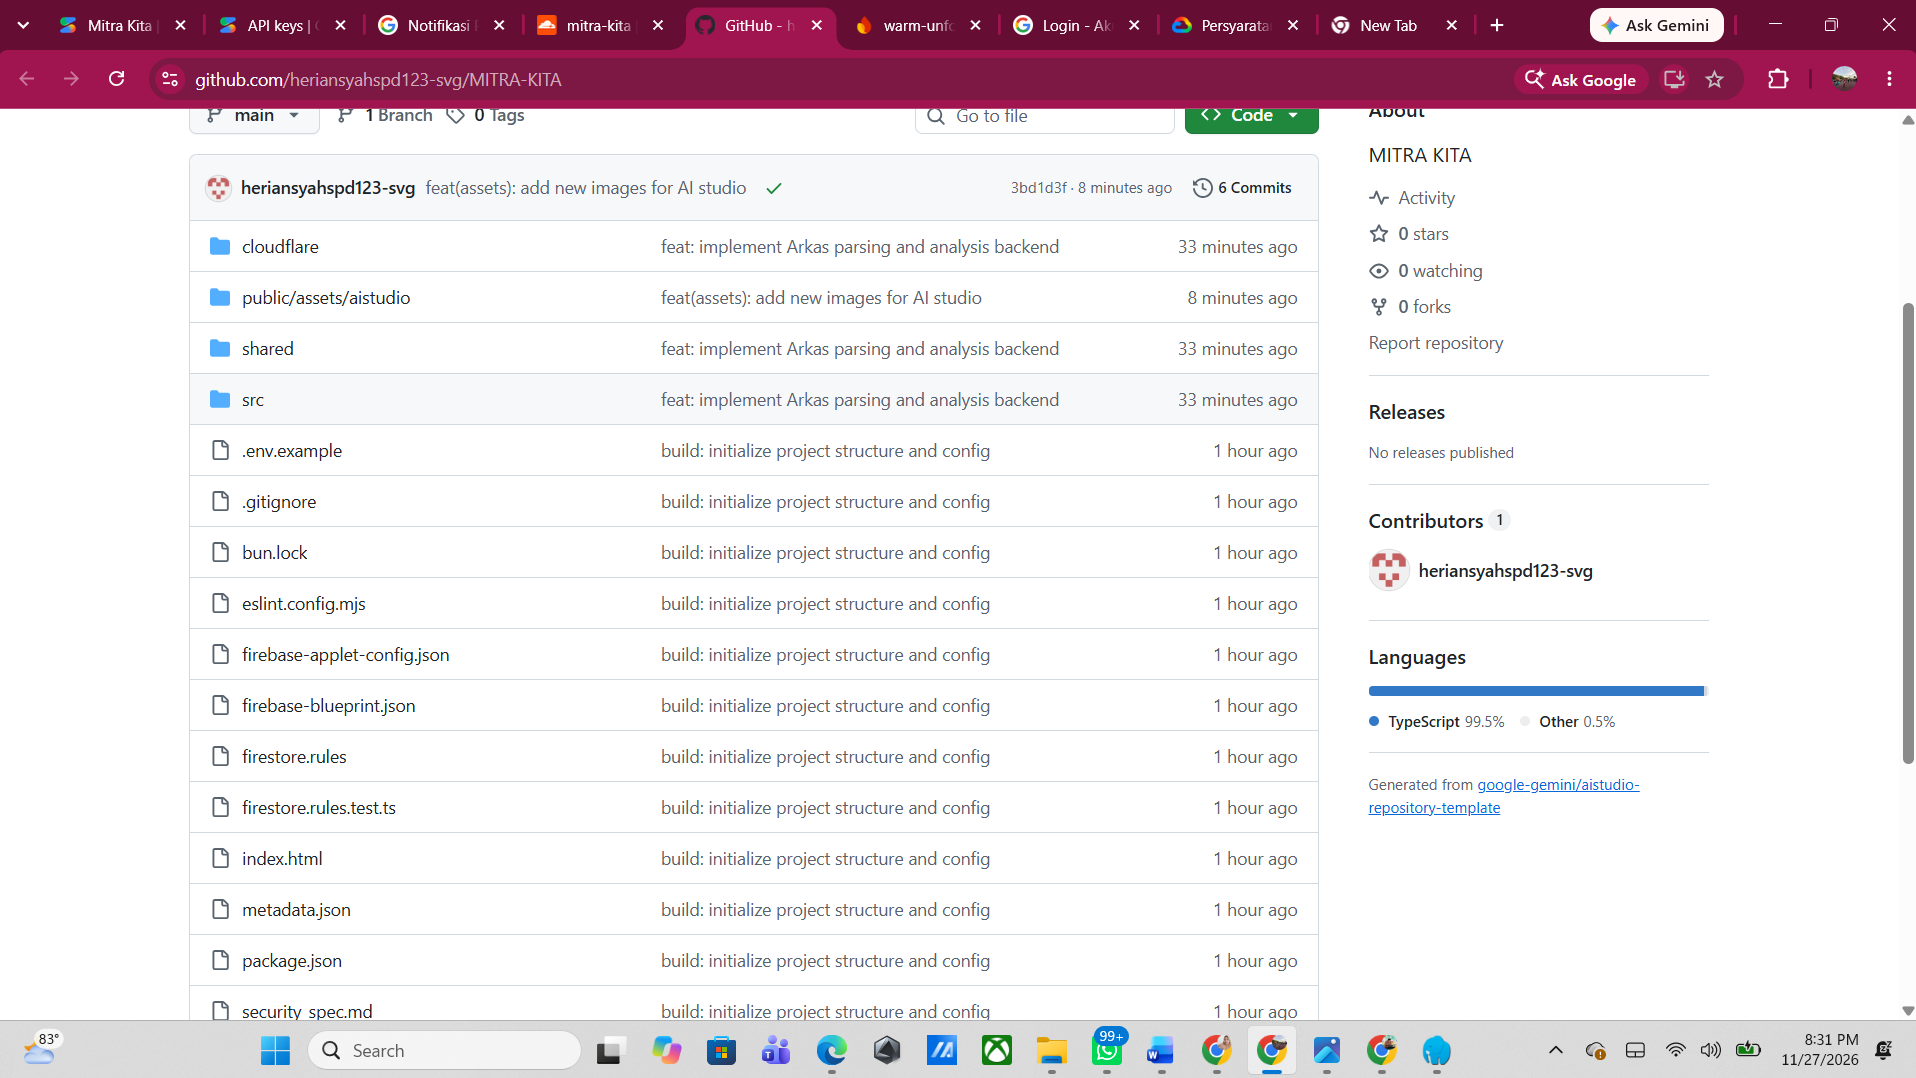 Mitra Kita
API keys |
Notifikasi
mitra-kita
GitHub - h
warm-unfo
Login - Ak
Persyarata
New Tab
Ask Gemini
github.com/heriansyahspd123-svg/MITRA-KITA
Ask Google
main
1 Branch
0 Tags
Go to file
Code
About
MITRA KITA
heriansyahspd123-svg feat(assets): add new images for AI studio
3bd1d3f · 8 minutes ago
6 Commits
cloudflare feat: implement Arkas parsing and analysis backend 33 minutes ago
public/assets/aistudio feat(assets): add new images for AI studio 8 minutes ago
shared feat: implement Arkas parsing and analysis backend 33 minutes ago
src feat: implement Arkas parsing and analysis backend 33 minutes ago
.env.example build: initialize project structure and config 1 hour ago
.gitignore build: initialize project structure and config 1 hour ago
bun.lock build: initialize project structure and config 1 hour ago
eslint.config.mjs build: initialize project structure and config 1 hour ago
firebase-applet-config.json build: initialize project structure and config 1 hour ago
firebase-blueprint.json build: initialize project structure and config 1 hour ago
firestore.rules build: initialize project structure and config 1 hour ago
firestore.rules.test.ts build: initialize project structure and config 1 hour ago
index.html build: initialize project structure and config 1 hour ago
metadata.json build: initialize project structure and config 1 hour ago
package.json build: initialize project structure and config 1 hour ago
security_spec.md build: initialize project structure and config 1 hour ago
Activity
0 stars
0 watching
0 forks
Report repository
Releases
No releases published
Contributors 1
heriansyahspd123-svg
Languages
TypeScript 99.5% Other 0.5%
Generated from google-gemini/aistudio-
repository-template
83°
Search
99+
8:31 PM
11/27/2026